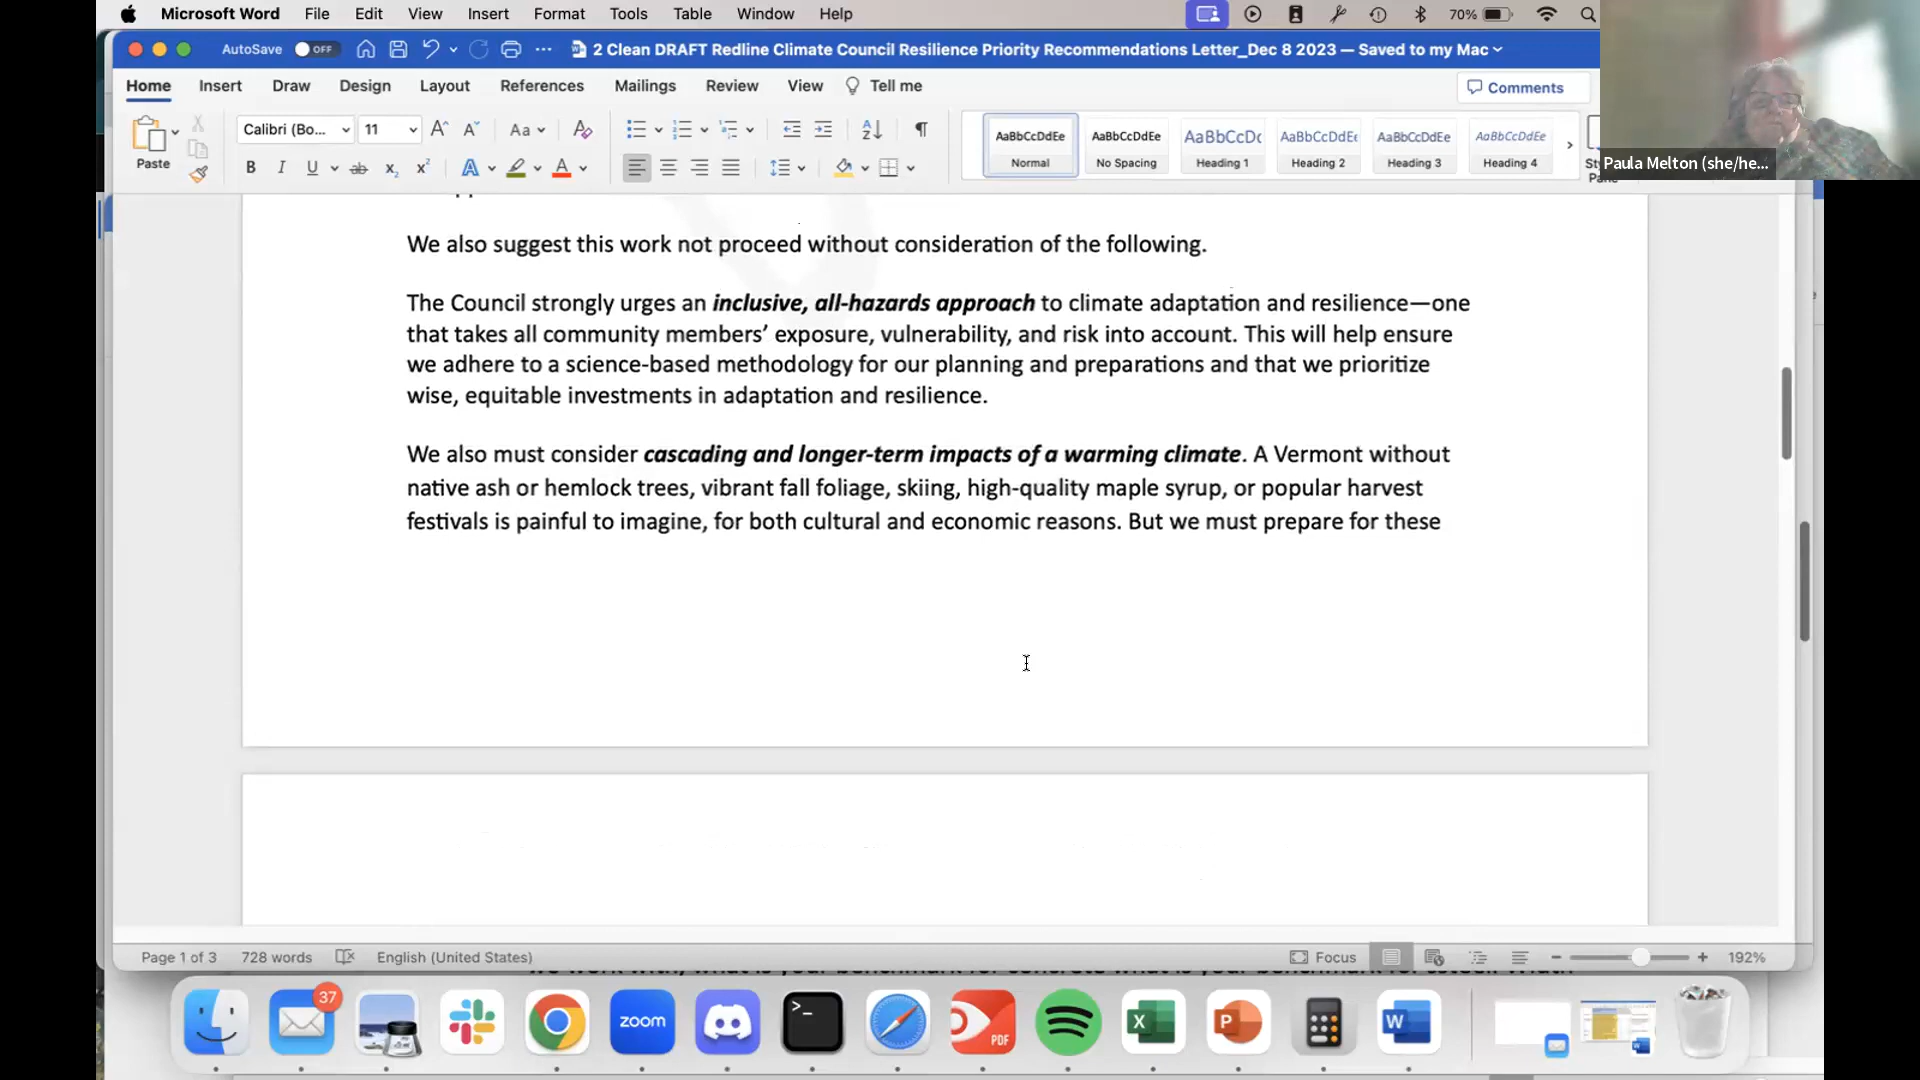 Microsoft Word File Edit View Insert Format Tools Table Window Help 70%
AutoSave OFF 2 Clean DRAFT Redline Climate Council Resilience Priority Recommendations Letter_Dec 8 2023 — Saved to my Mac
Home Insert Draw Design Layout References Mailings Review View Tell me Comments
Paste Calibri (Bo... 11
AaBbCcDdEe AaBbCcDdEe AaBbCcDc AaBbCcDdEe AaBbCcDdEe AaBbCcDdEe
Normal No Spacing Heading 1 Heading 2 Heading 3 Heading 4
Paula Melton (she/he...
We also suggest this work not proceed without consideration of the following.
The Council strongly urges an inclusive, all-hazards approach to climate adaptation and resilience—one
that takes all community members’ exposure, vulnerability, and risk into account. This will help ensure
we adhere to a science-based methodology for our planning and preparations and that we prioritize
wise, equitable investments in adaptation and resilience.
We also must consider cascading and longer-term impacts of a warming climate. A Vermont without
native ash or hemlock trees, vibrant fall foliage, skiing, high-quality maple syrup, or popular harvest
festivals is painful to imagine, for both cultural and economic reasons. But we must prepare for these
Page 1 of 3 728 words English (United States) Focus 192%
37
zoom
PDF
X
P
W